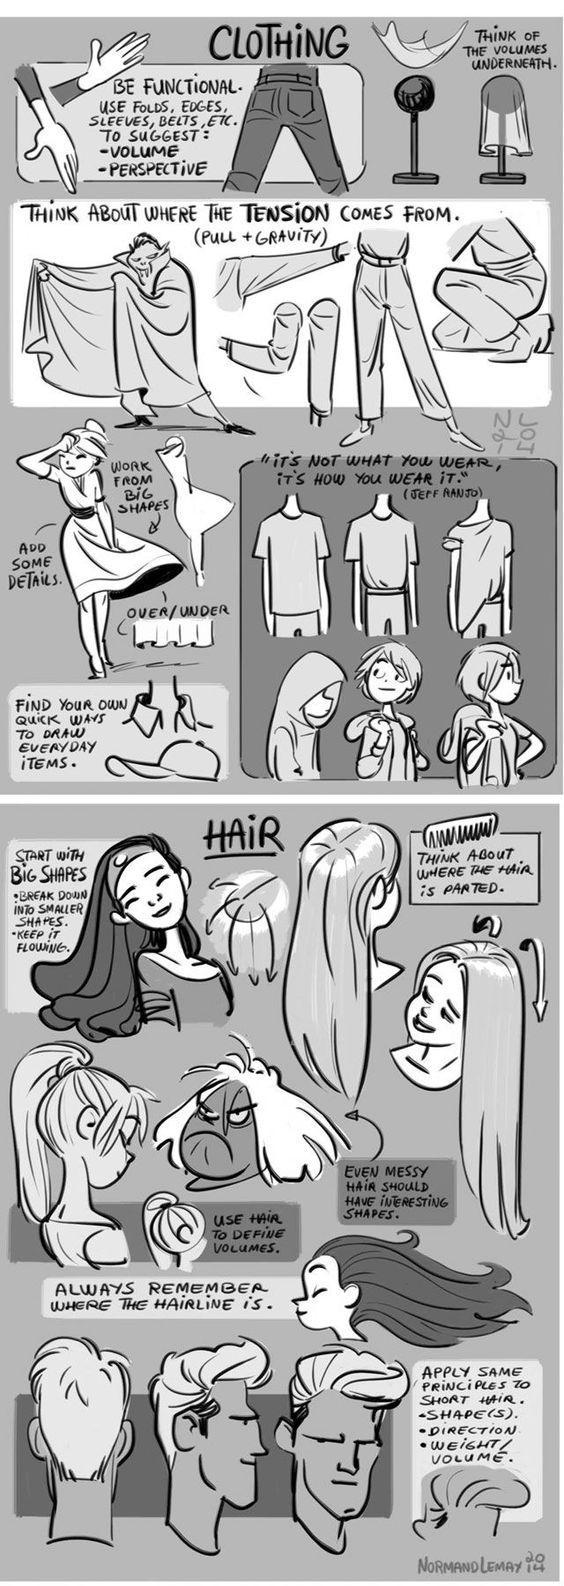 CLOTHING
THINK OF
THE VOLUMES
UNDERNEATH.
BE FUNCTIONAL.
USE FOLDS, EDGES,
SLEEVES, BELTS, ETC.
TO SUGGEST:
-VOLUME
-PERSPECTIVE
THINK ABOUT WHERE THE TENSION COMES FROM.
(PULL + GRAVITY)
WORK
FROM
BIG
SHAPES
ADD
SOME
DETAILS.
OVER/UNDER
"IT'S NOT WHAT YOU WEAR,
IT'S HOW YOU WEAR IT."
(JEFF RANJO)
FIND YOUR OWN
QUICK WAYS
TO DRAW
EVERYDAY
ITEMS.
HAIR
START WITH
BIG SHAPES
•BREAK DOWN
INTO SMALLER
SHAPES.
•KEEP IT
FLOWING.
THINK ABOUT
WHERE THE HAIR
IS PARTED.
EVEN MESSY
HAIR SHOULD
HAVE INTERESTING
SHAPES.
USE HAIR
TO DEFINE
VOLUMES.
ALWAYS REMEMBER
WHERE THE HAIRLINE IS.
APPLY SAME
PRINCIPLES TO
SHORT HAIR.
•SHAPE(S).
•DIRECTION
•WEIGHT/
VOLUME.
NORMAND LEMAY 2014